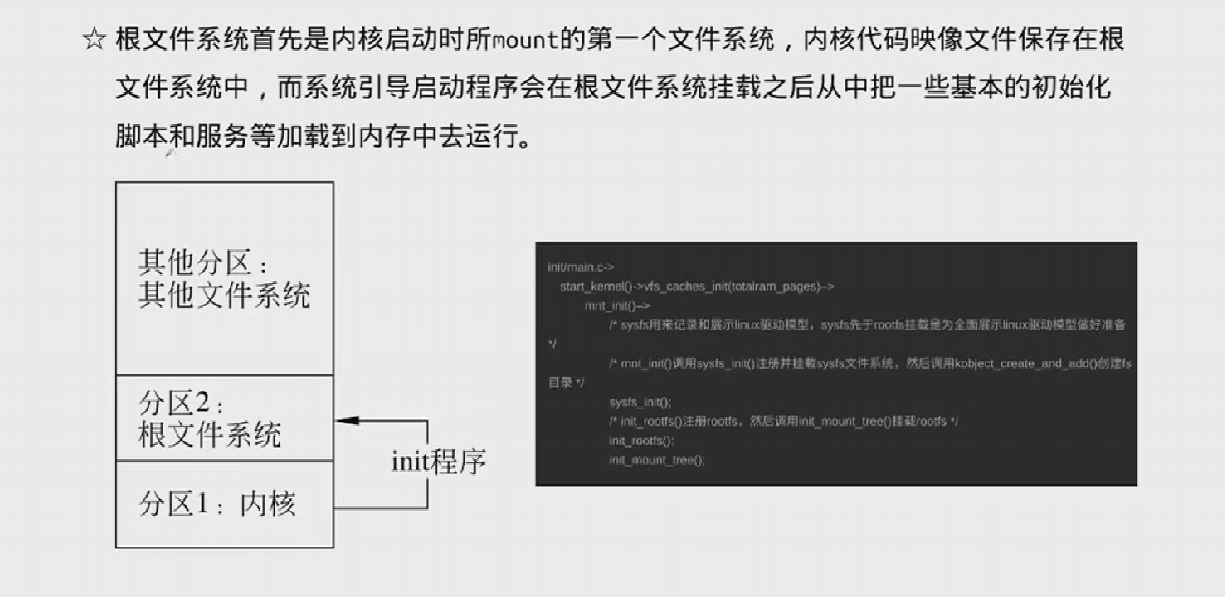 ☆ 根文件系统首先是内核启动时所mount的第一个文件系统，内核代码映像文件保存在根
文件系统中，而系统引导启动程序会在根文件系统挂载之后从中把一些基本的初始化
脚本和服务等加载到内存中去运行。
其他分区：
其他文件系统
分区2：
根文件系统
init程序
分区1：内核
init/main.c->
start_kernel()->vfs_caches_init(totalram_pages)-->
mnt_init()-->
/* sysfs用来记录和展示linux驱动模型，sysfs先于rootfs挂载是为全面展示linux驱动模型做好准备
*/
/* mnt_init()调用sysfs_init()注册并挂载sysfs文件系统，然后调用kobject_create_and_add()创建fs
目录 */
sysfs_init();
/* init_rootfs()注册rootfs，然后调用init_mount_tree()挂载rootfs */
init_rootfs();
init_mount_tree();